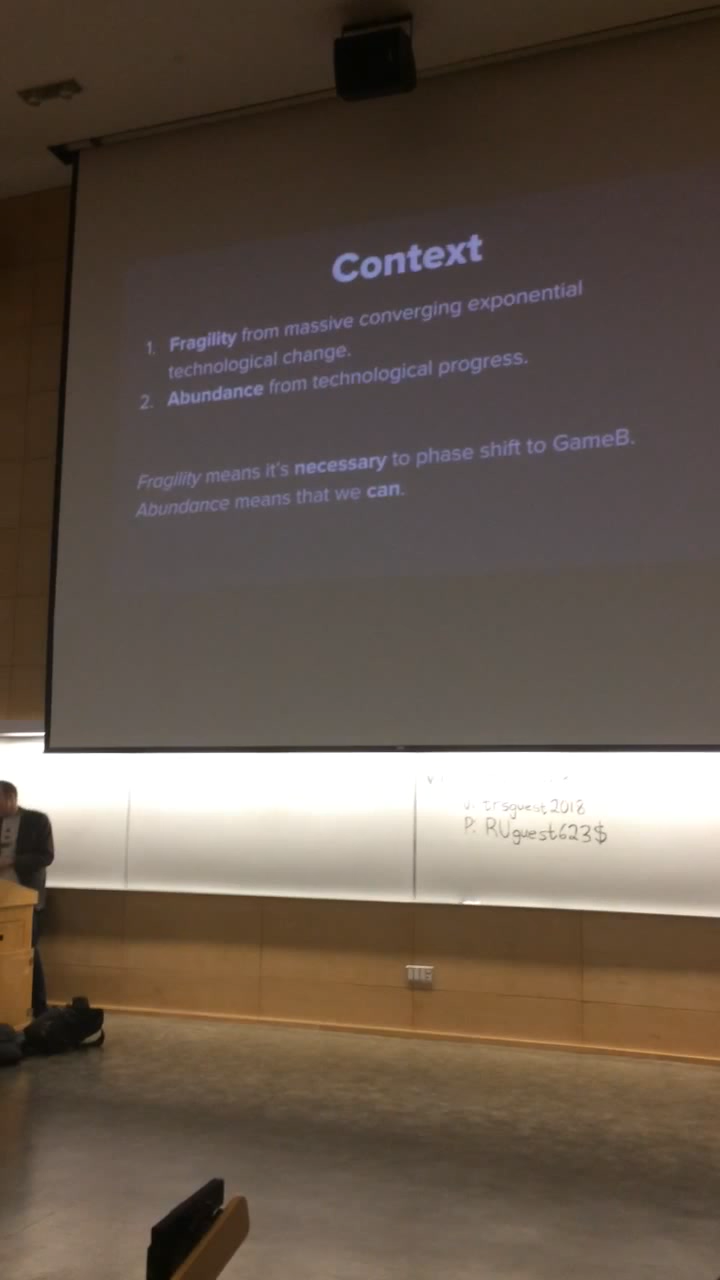 Context
1. Fragility from massive converging exponential
technological change.
2. Abundance from technological progress.
Fragility means it's necessary to phase shift to GameB.
Abundance means that we can.
U: irsguest2018
P: RUguest623$